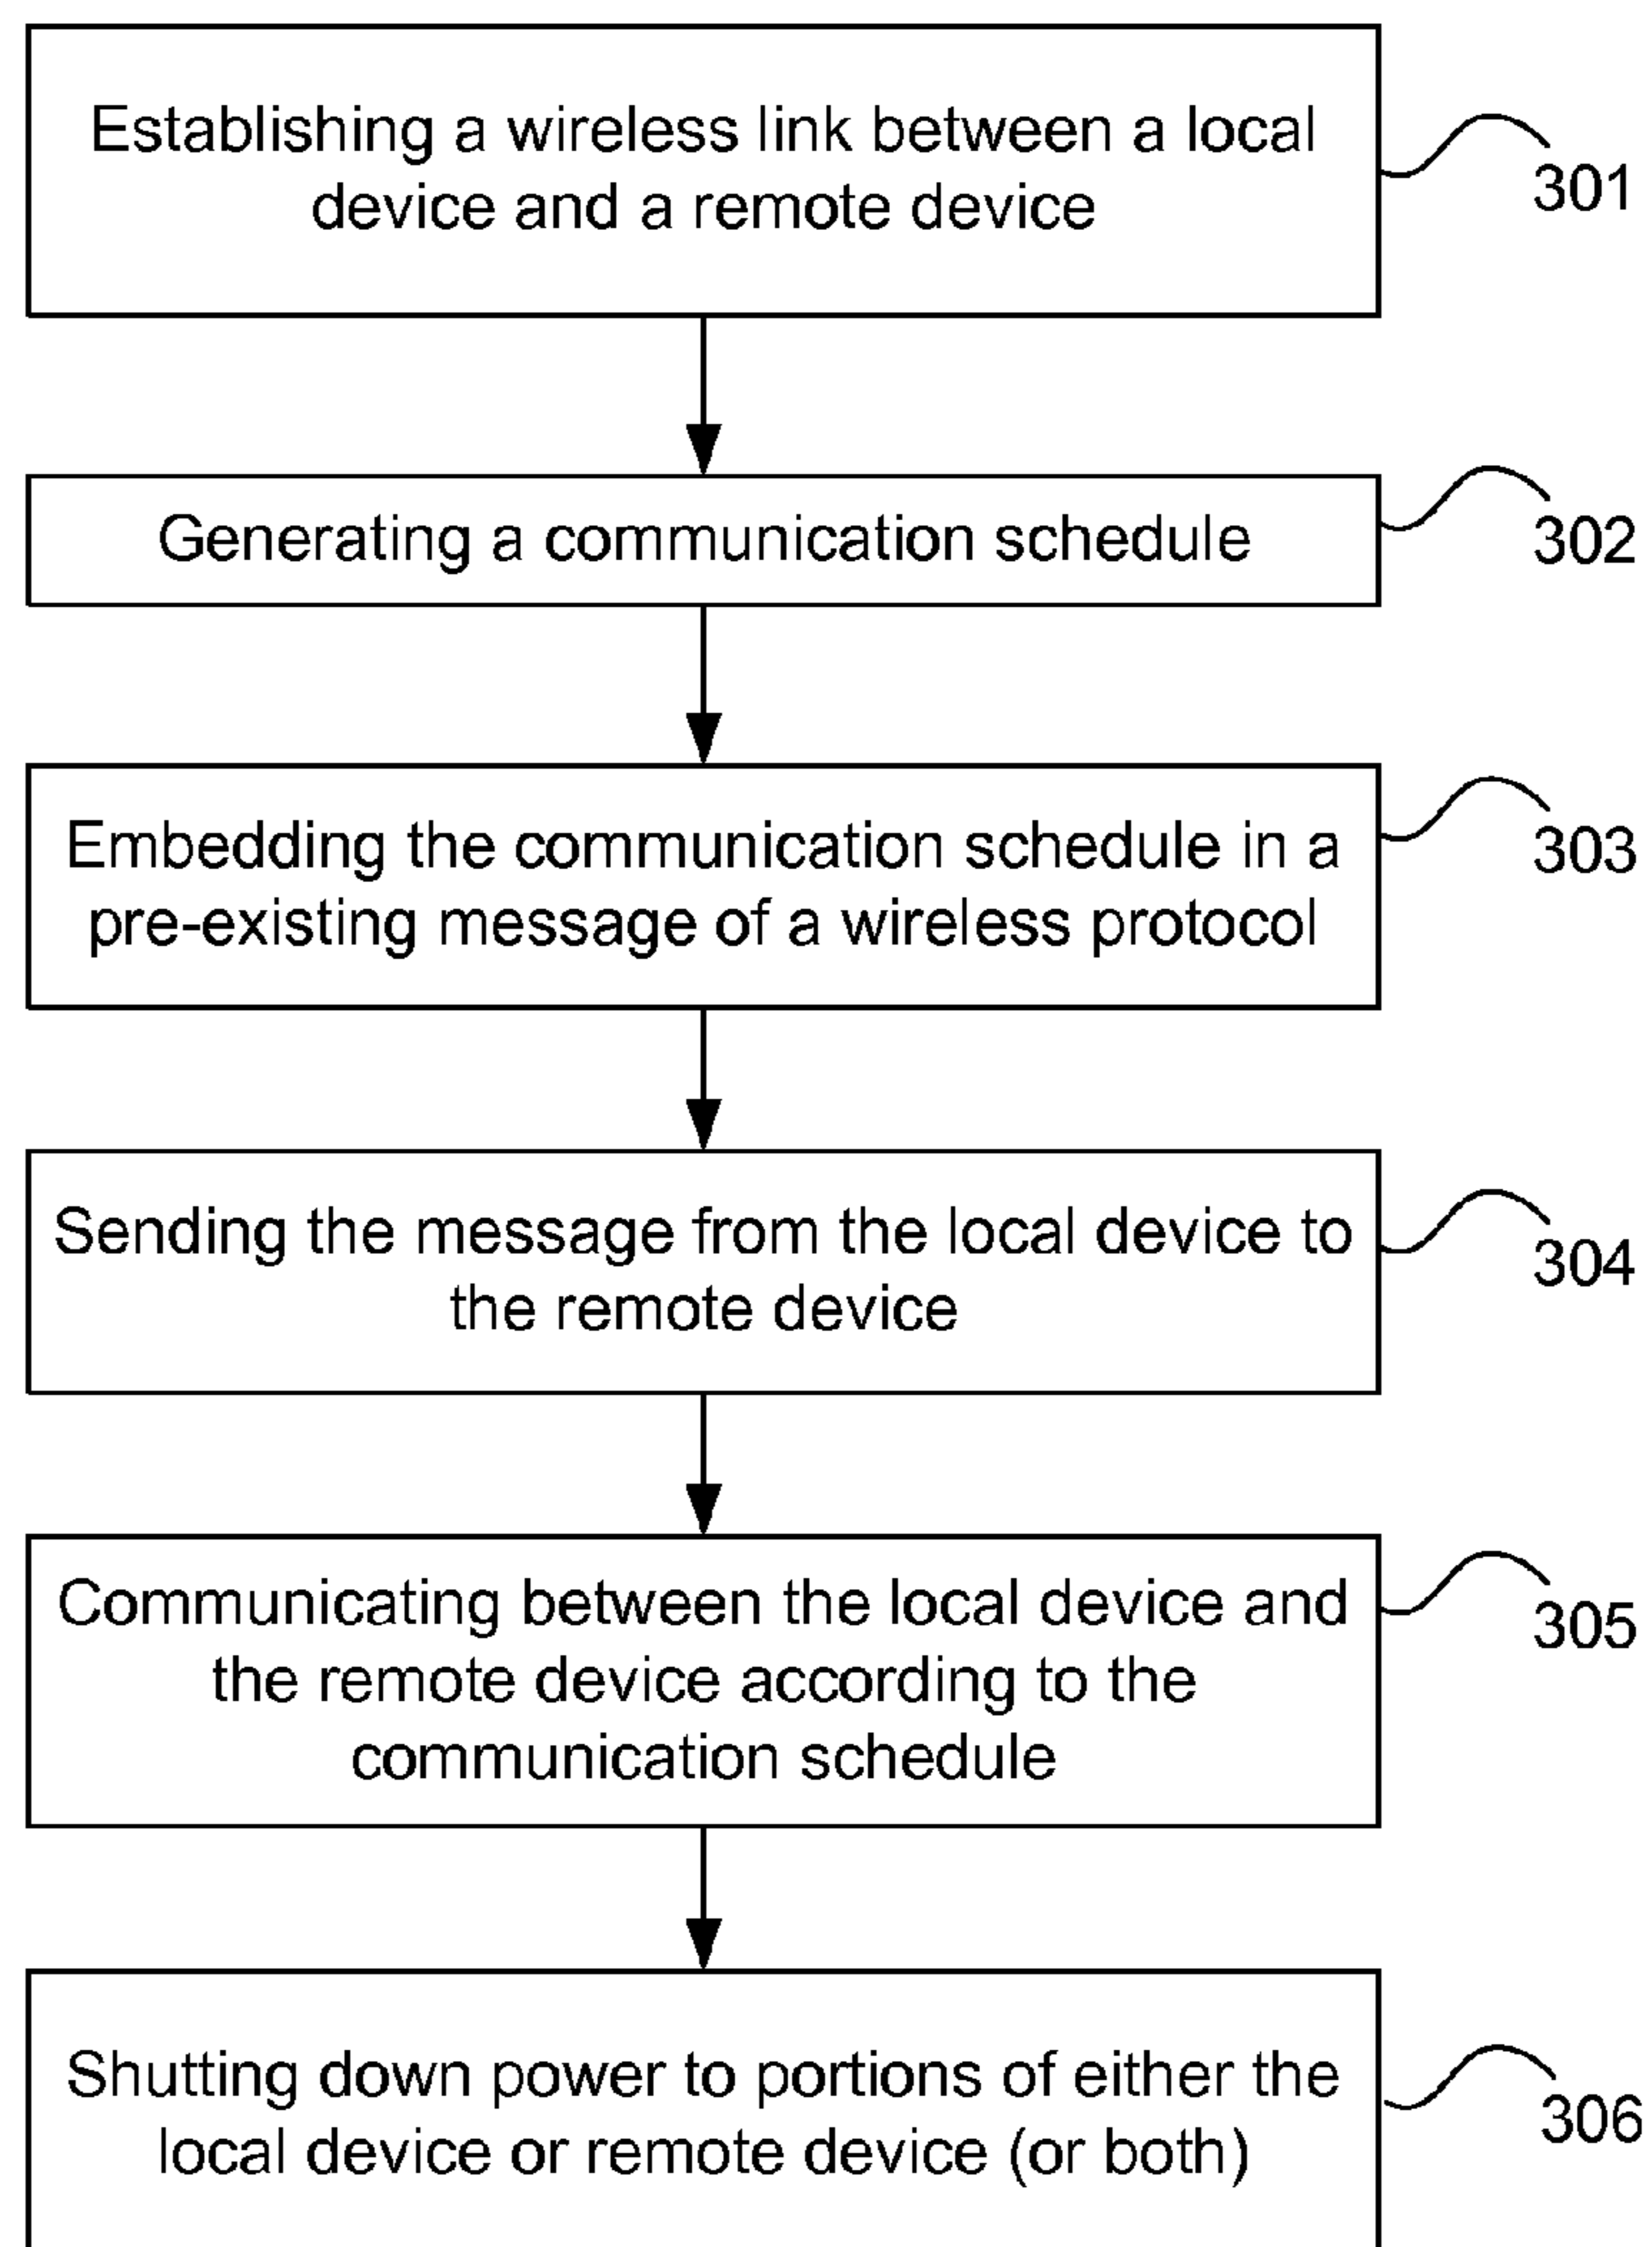 Establishing a wireless link between a local
device and a remote device
301
Generating a communication schedule
302
Embedding the communication schedule in a
pre-existing message of a wireless protocol
303
Sending the message from the local device to
the remote device
304
Communicating between the local device and
the remote device according to the
communication schedule
305
Shutting down power to portions of either the
local device or remote device (or both)
306